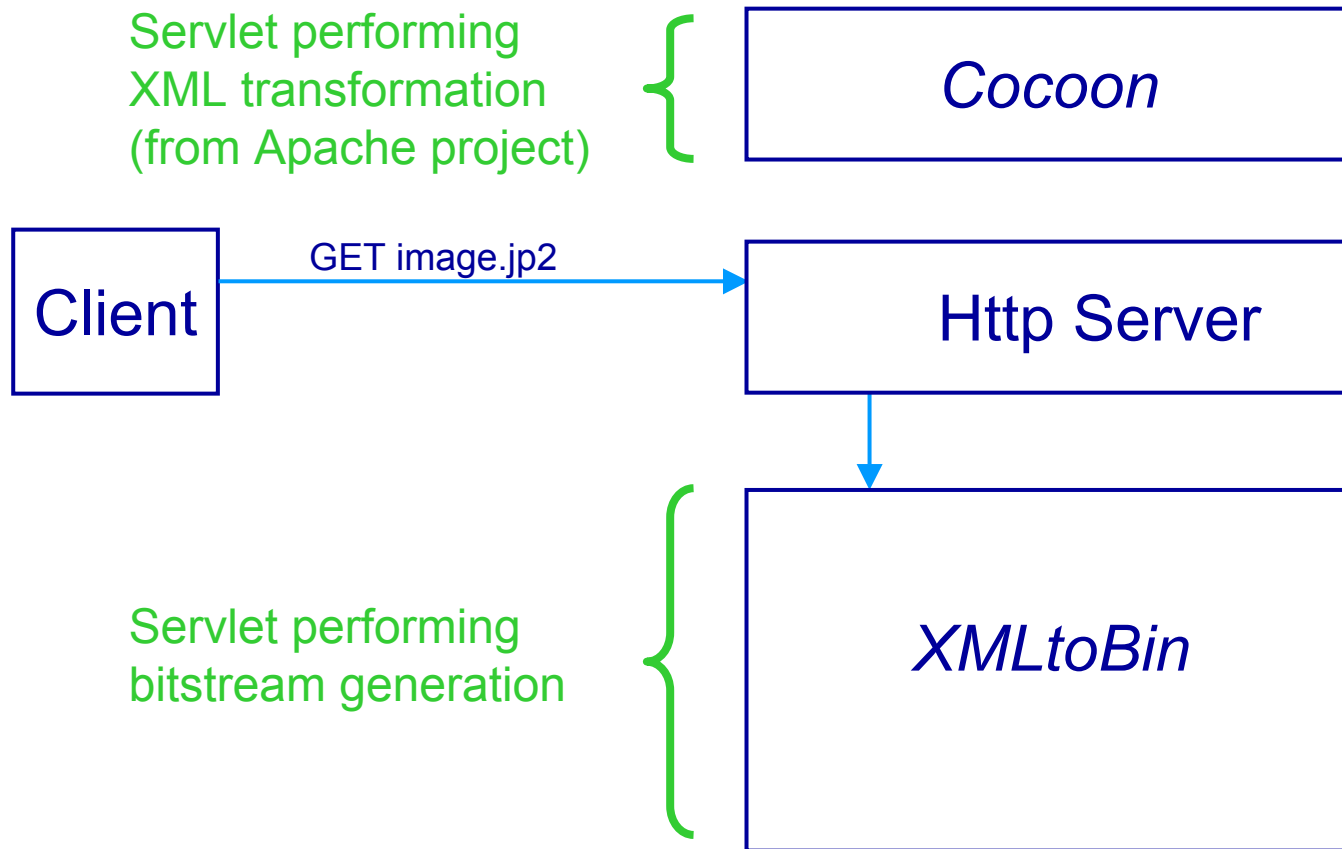 Servlet performing
XML transformation
(from Apache project)
Cocoon
Client
GET image.jp2
Http Server
Servlet performing
bitstream generation
XMLtoBin